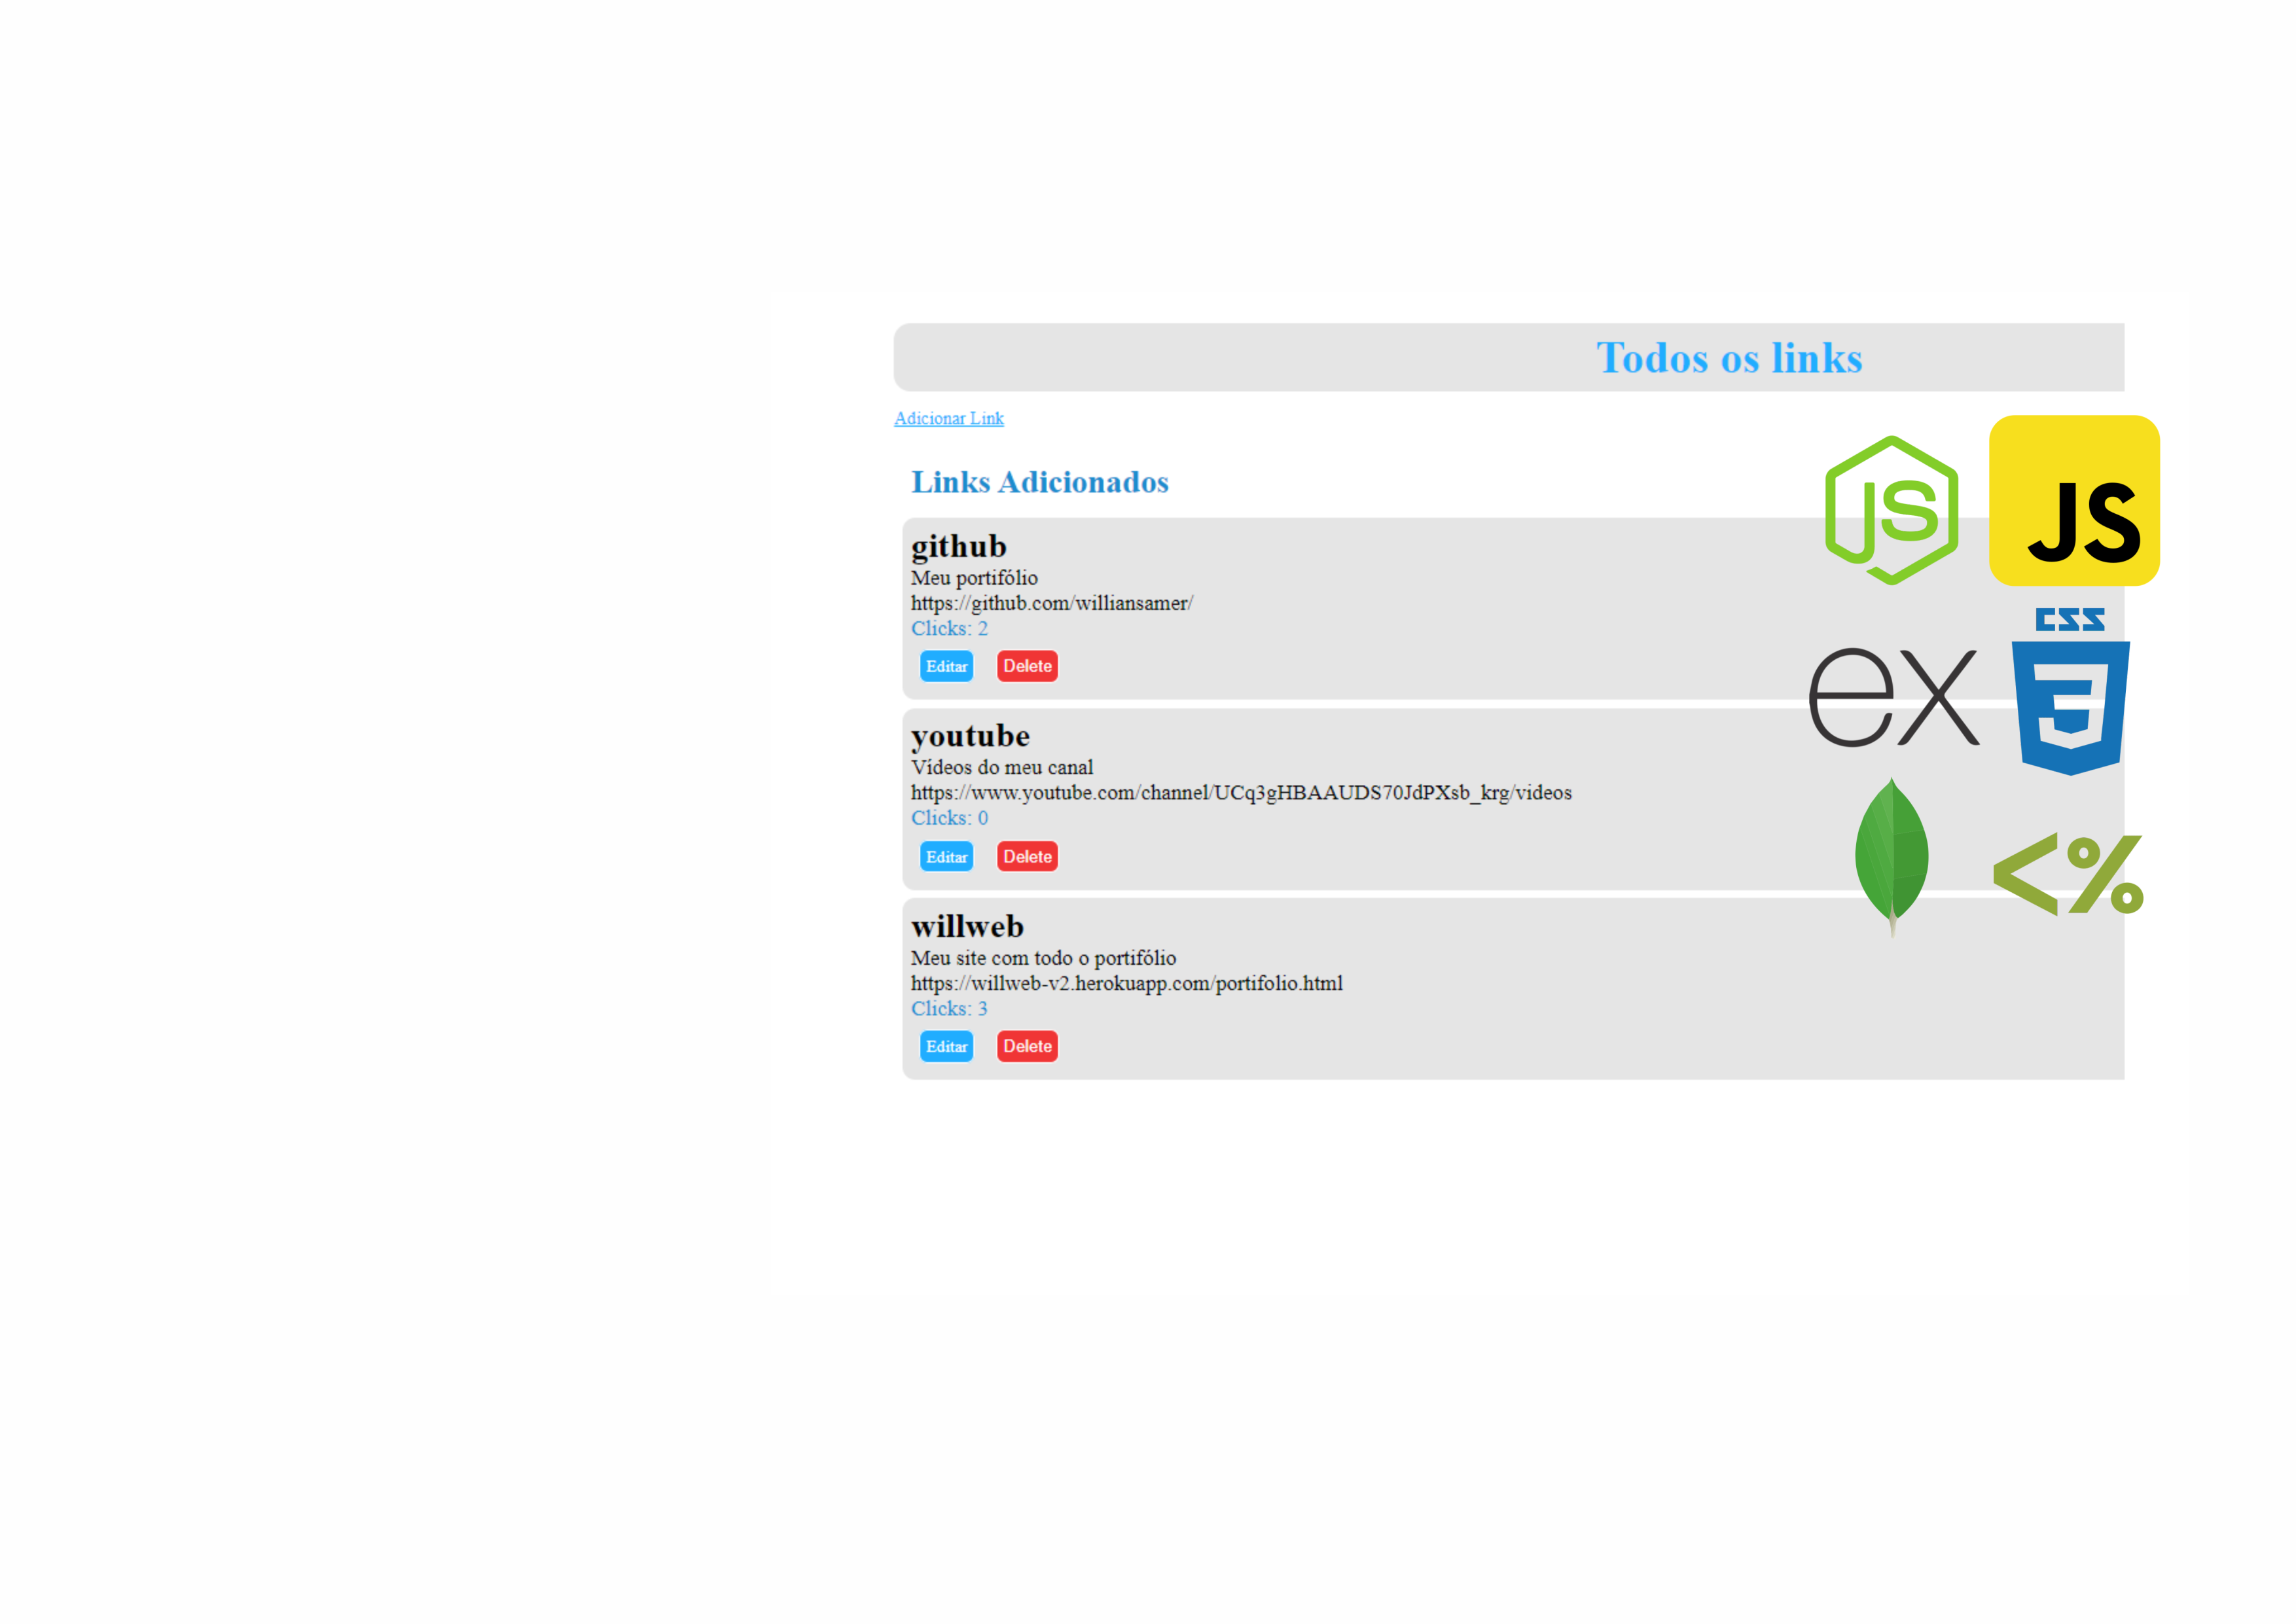 Todos os links
Adicionar Link
Links Adicionados
github
Meu portifólio
https://github.com/williansamer/
Clicks: 2
Editar Delete
youtube
Vídeos do meu canal
https://www.youtube.com/channel/UCq3gHBAAUDS70JdPXsb_krg/videos
Clicks: 0
Editar Delete
willweb
Meu site com todo o portifólio
https://willweb-v2.herokuapp.com/portifolio.html
Clicks: 3
Editar Delete
JS
JS
ex
CSS
3
<%